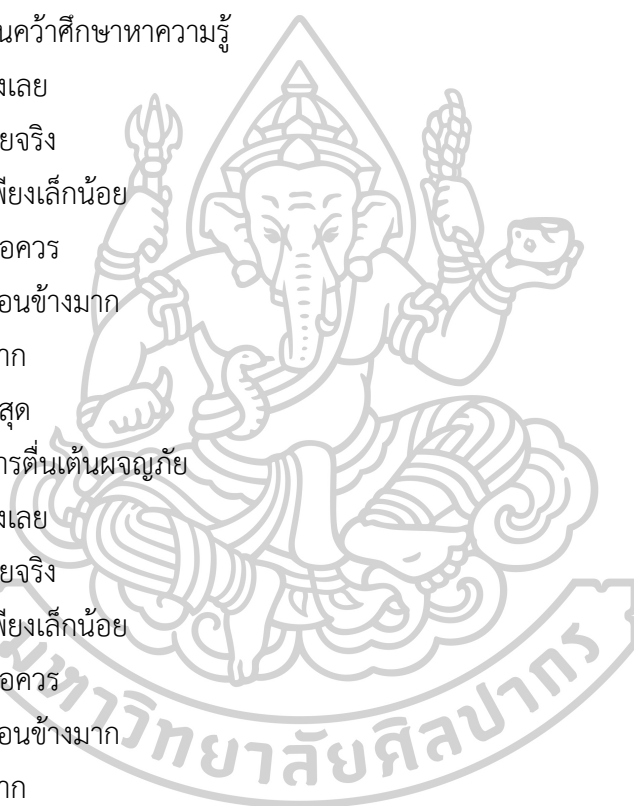 นคว้าศึกษาหาความรู้
งเลย
ยจริง
พียงเล็กน้อย
อควร
อนข้างมาก
าก
สุด
ารตื่นเต้นผจญภัย
งเลย
ยจริง
พียงเล็กน้อย
อควร
อนข้างมาก
าก
มหาวิทยาลัยศิลปากร